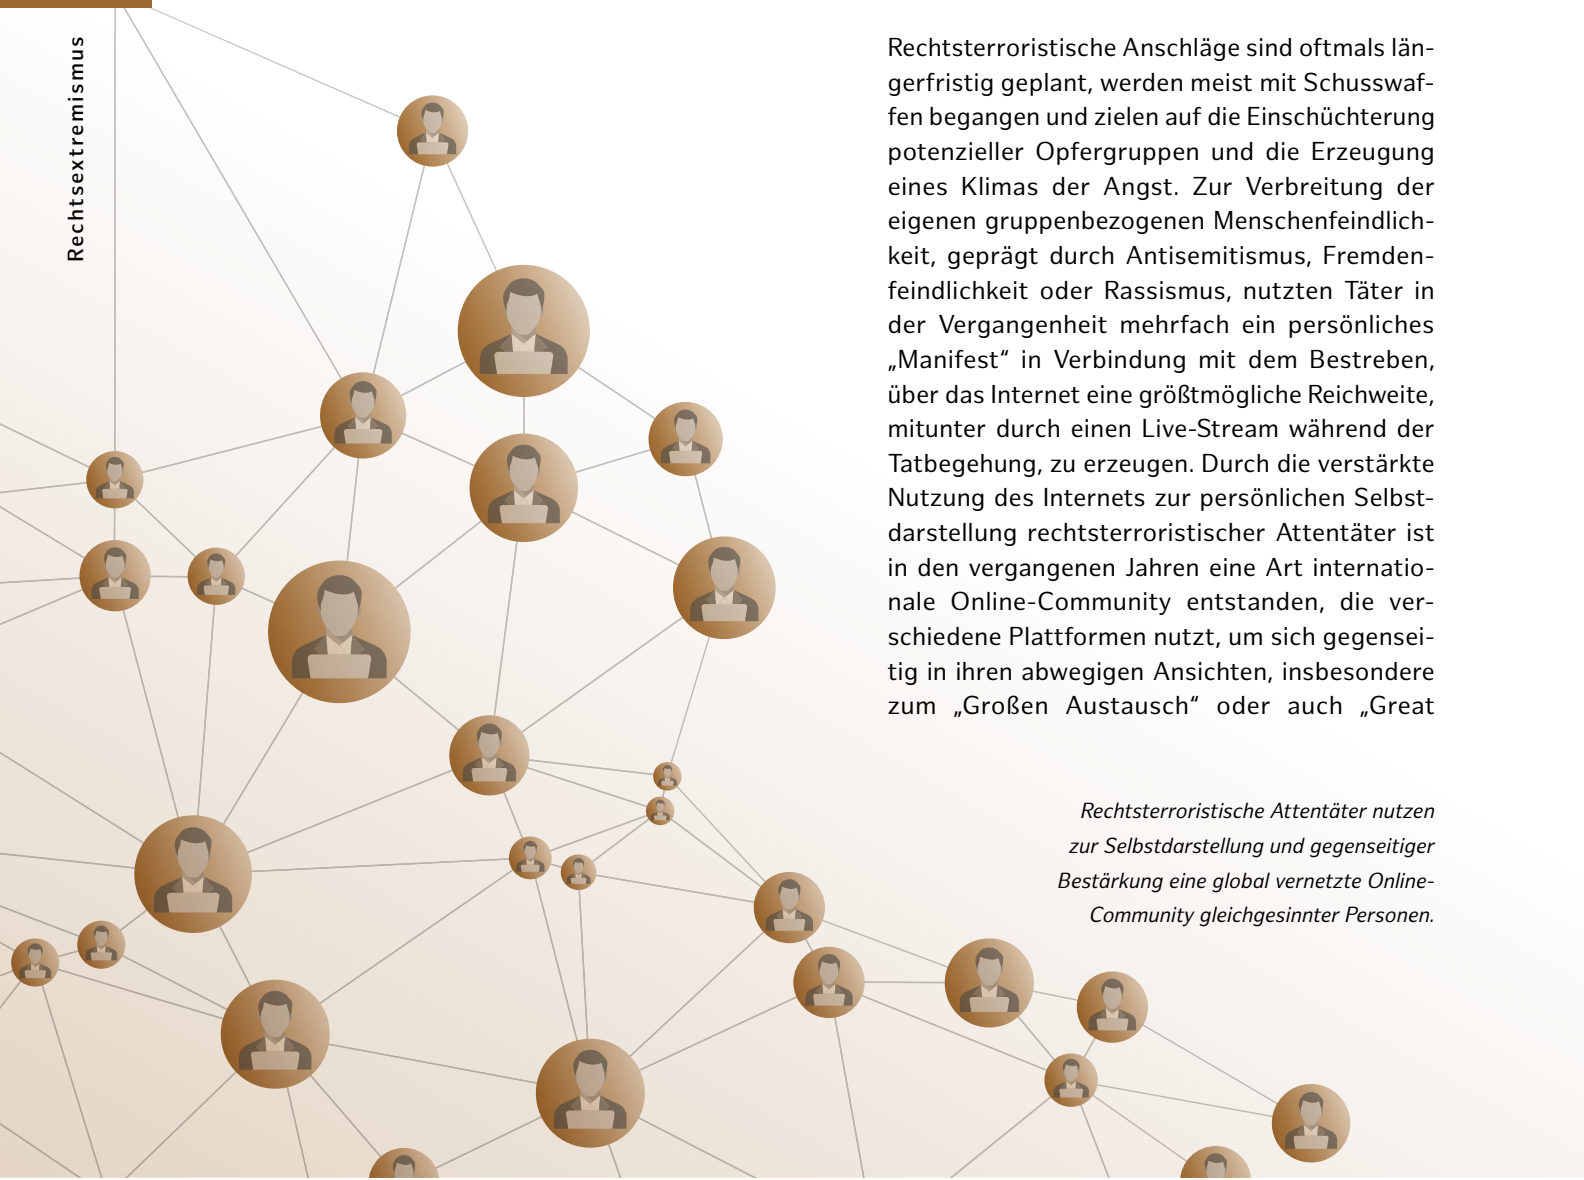 Rechtsextremismus
Rechtsterroristische Anschläge sind oftmals län-
gerfristig geplant, werden meist mit Schusswaf-
fen begangen und zielen auf die Einschüchterung
potenzieller Opfergruppen und die Erzeugung
eines Klimas der Angst. Zur Verbreitung der
eigenen gruppenbezogenen Menschenfeindlich-
keit, geprägt durch Antisemitismus, Fremden-
feindlichkeit oder Rassismus, nutzten Täter in
der Vergangenheit mehrfach ein persönliches
„Manifest“ in Verbindung mit dem Bestreben,
über das Internet eine größtmögliche Reichweite,
mitunter durch einen Live-Stream während der
Tatbegehung, zu erzeugen. Durch die verstärkte
Nutzung des Internets zur persönlichen Selbst-
darstellung rechtsterroristischer Attentäter ist
in den vergangenen Jahren eine Art internatio-
nale Online-Community entstanden, die ver-
schiedene Plattformen nutzt, um sich gegensei-
tig in ihren abwegigen Ansichten, insbesondere
zum „Großen Austausch“ oder auch „Great
Rechtsterroristische Attentäter nutzen
zur Selbstdarstellung und gegenseitiger
Bestärkung eine global vernetzte Online-
Community gleichgesinnter Personen.